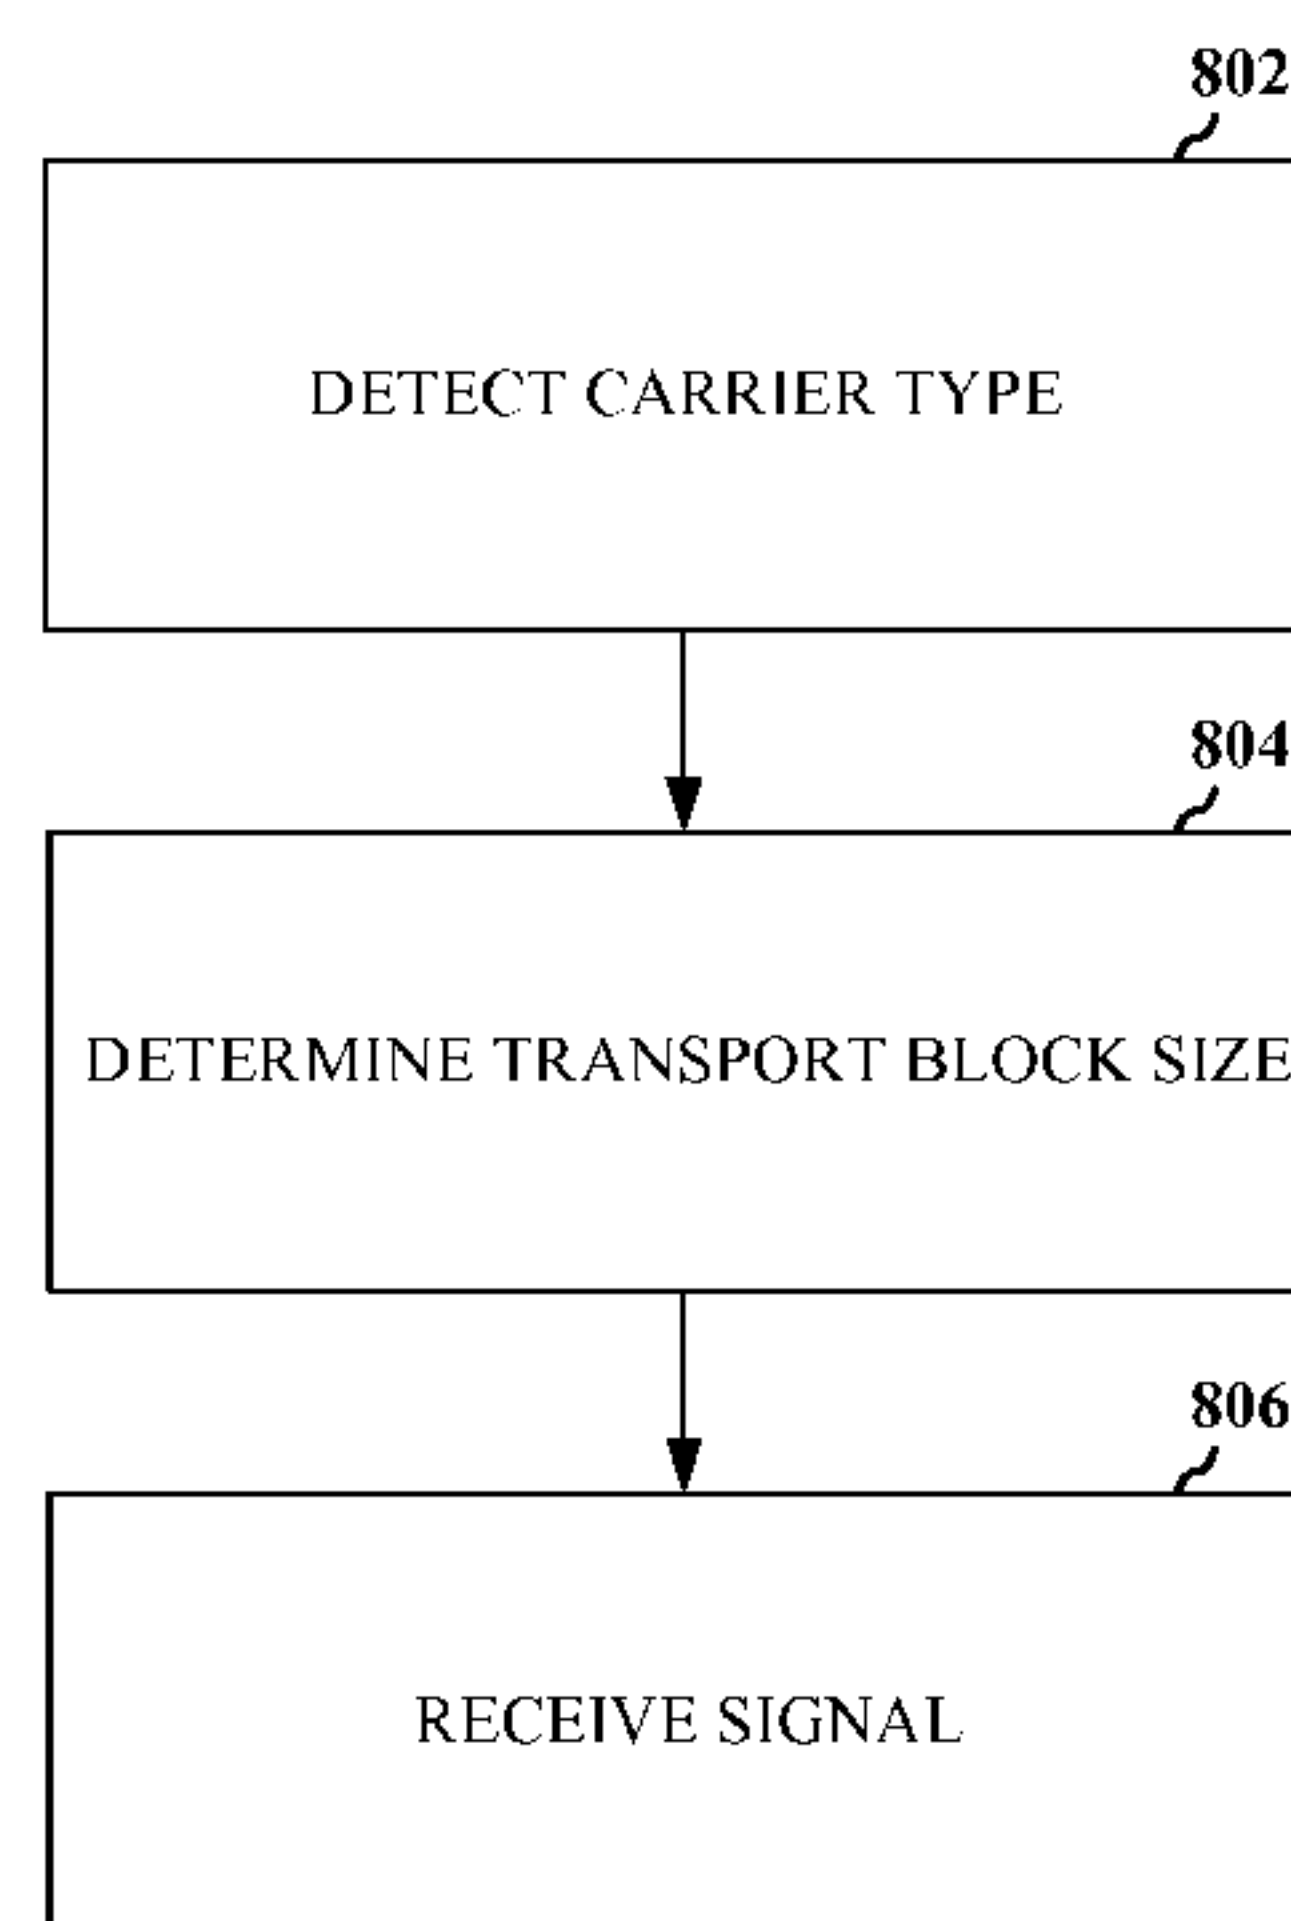 802
DETECT CARRIER TYPE
804
DETERMINE TRANSPORT BLOCK SIZE
806
RECEIVE SIGNAL